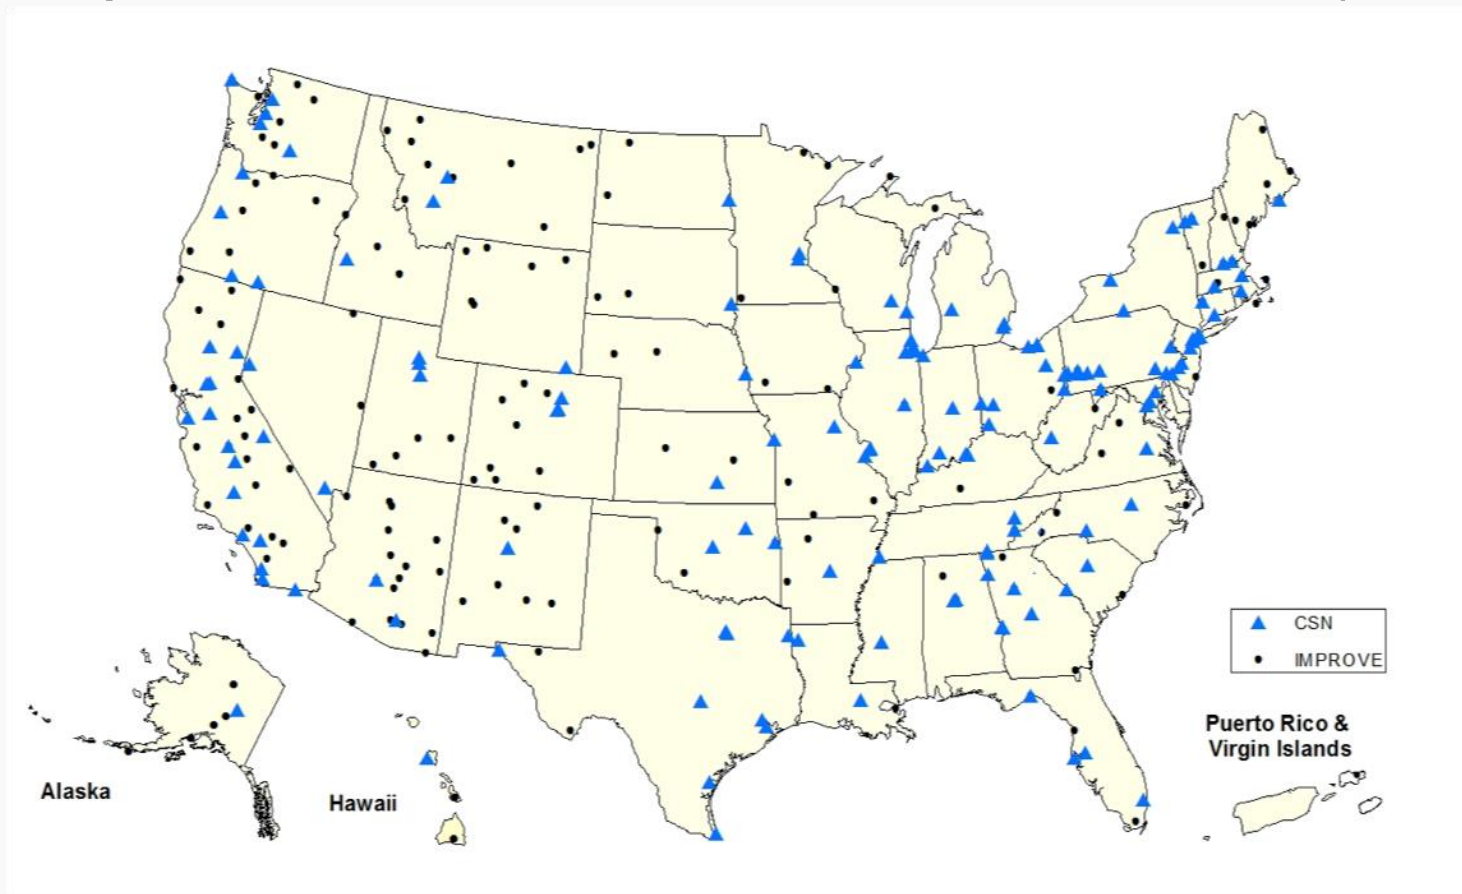 CSN
IMPROVE
Puerto Rico &
Virgin Islands
Alaska
Hawaii